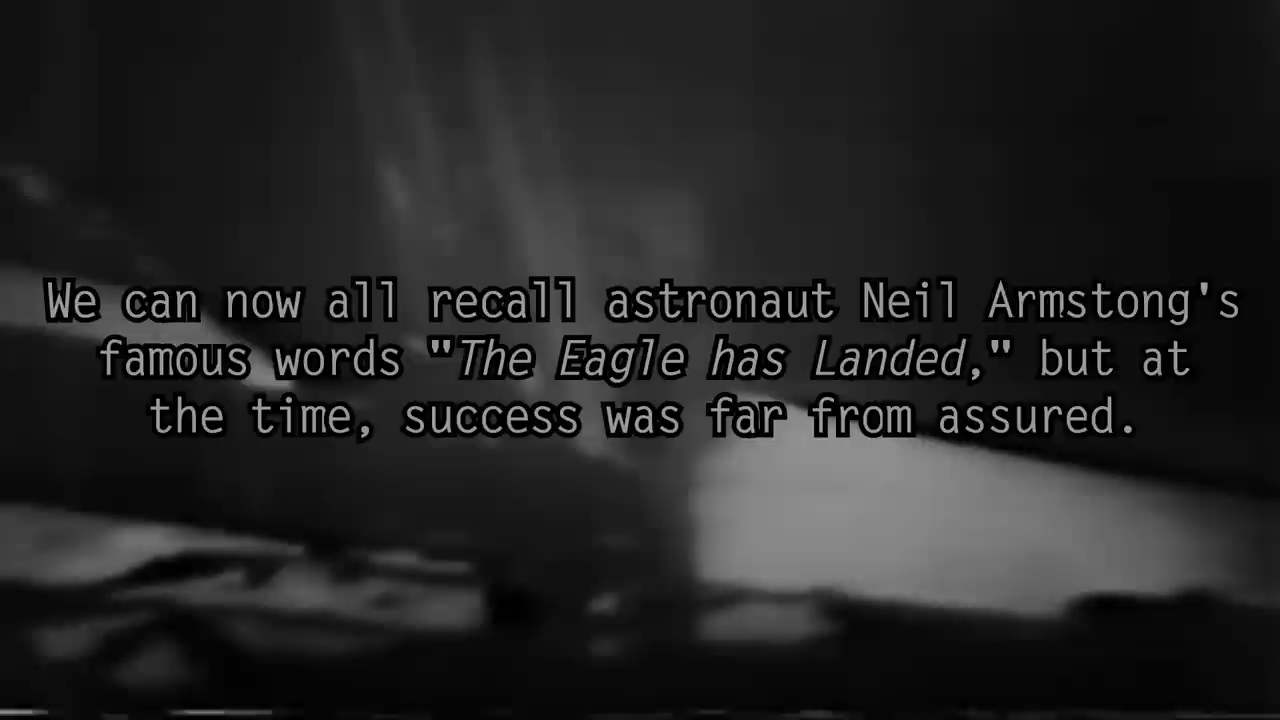 We can now all recall astronaut Neil Armstong's
famous words "The Eagle has Landed," but at
the time, success was far from assured.